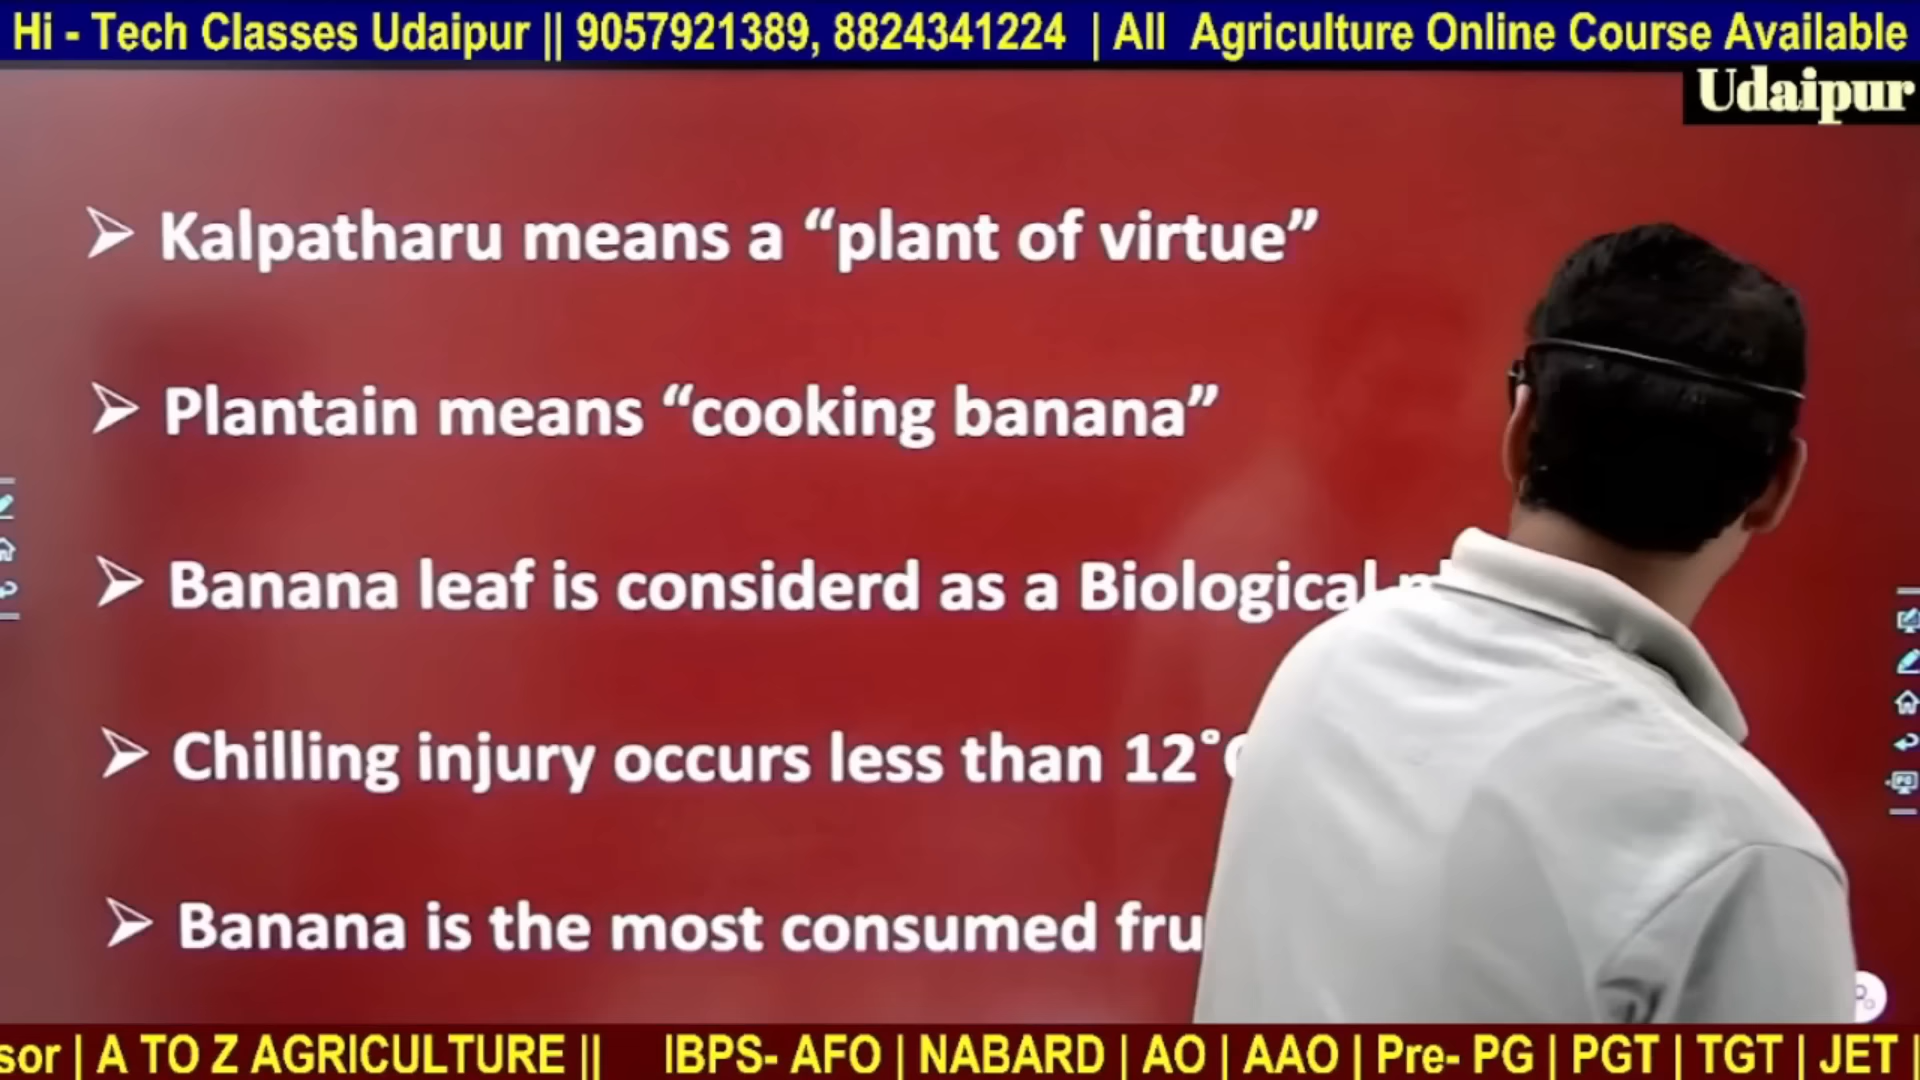 Hi - Tech Classes Udaipur || 9057921389, 8824341224 | All Agriculture Online Course Available
Udaipur
Kalpatharu means a “plant of virtue”
Plantain means “cooking banana”
Banana leaf is considerd as a Biological
Chilling injury occurs less than 12°
Banana is the most consumed
| A TO Z AGRICULTURE || IBPS- AFO | NABARD | AO | AAO | Pre- PG | PGT | TGT | JET |